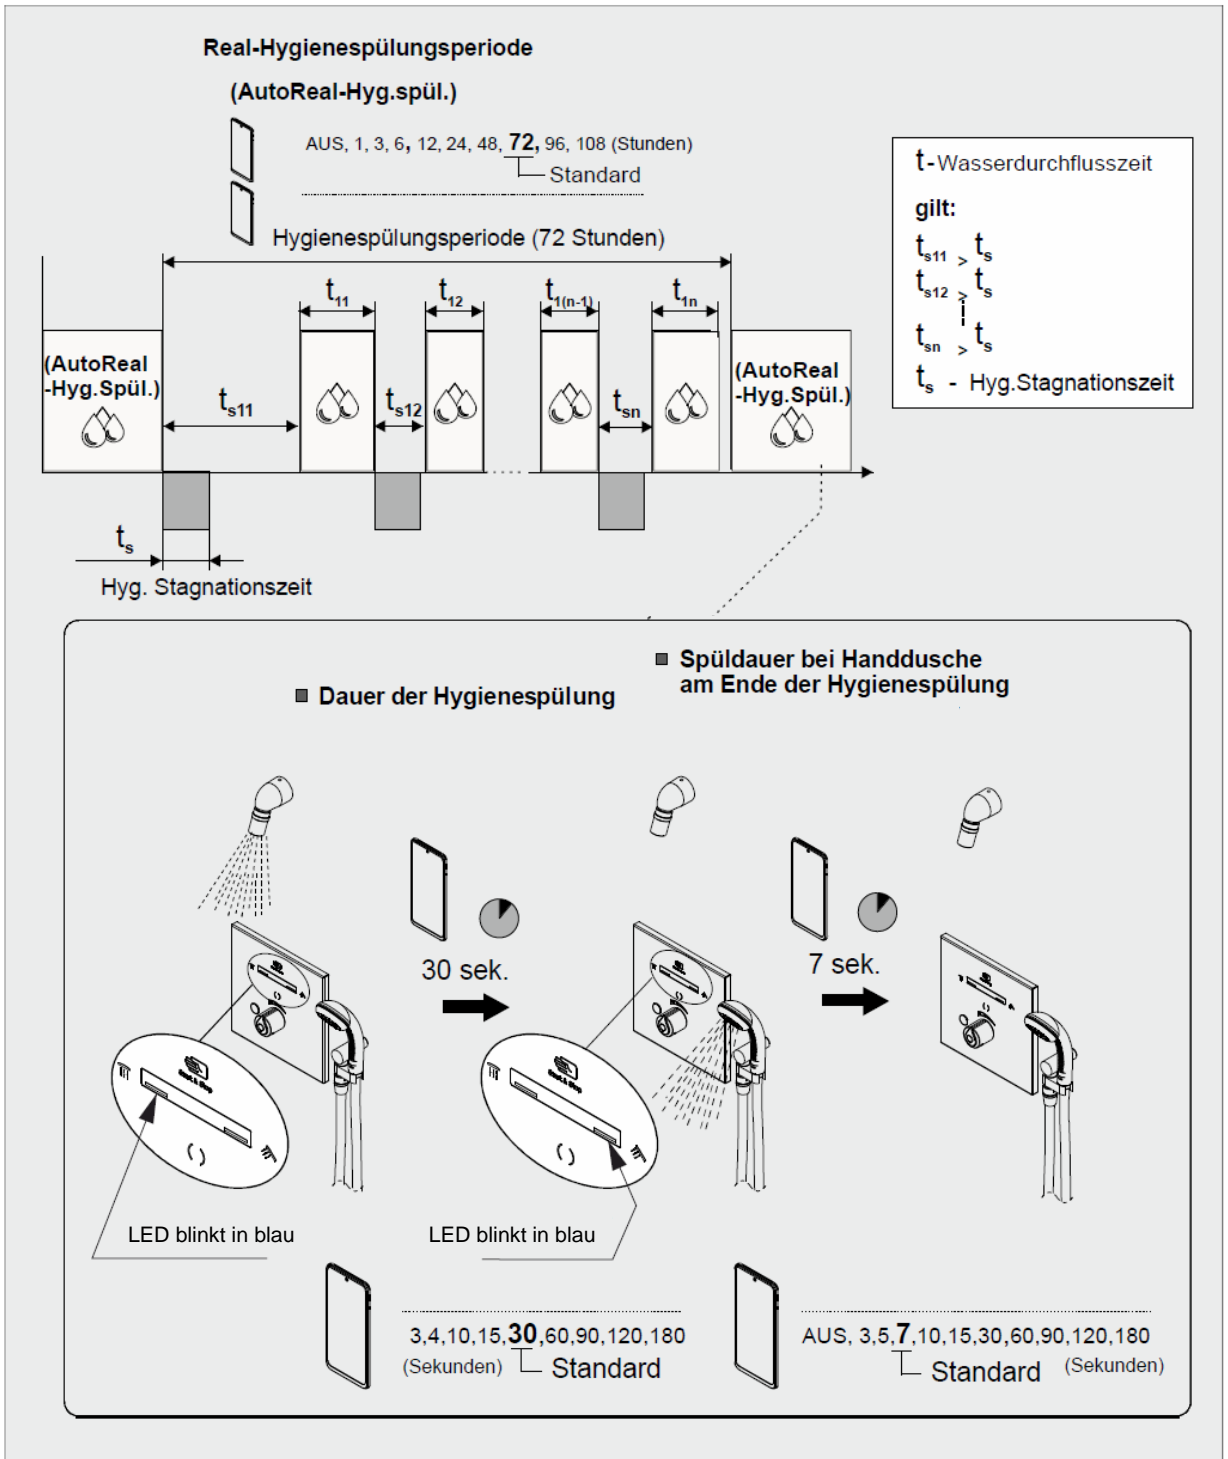 Real-Hygienespülungsperiode
(AutoReal-Hyg.spül.)
AUS, 1, 3, 6, 12, 24, 48, 72, 96, 108 (Stunden)
Standard
t-Wasserdurchflusszeit
gilt:
ts11 > ts
ts12 > ts
tsn > ts
ts - Hyg.Stagnationszeit
Hygienespülungsperiode (72 Stunden)
t11
t12
t1(n-1)
t1n
(AutoReal
-Hyg.Spül.)
ts11
ts12
tsn
(AutoReal
-Hyg.Spül.)
ts
Hyg. Stagnationszeit
Dauer der Hygienespülung
Spüldauer bei Handdusche
am Ende der Hygienespülung
30 sek.
7 sek.
Start & Stop
Start & Stop
LED blinkt in blau
LED blinkt in blau
3,4,10,15,30,60,90,120,180
(Sekunden)
Standard
AUS, 3,5,7,10,15,30,60,90,120,180
Standard
(Sekunden)